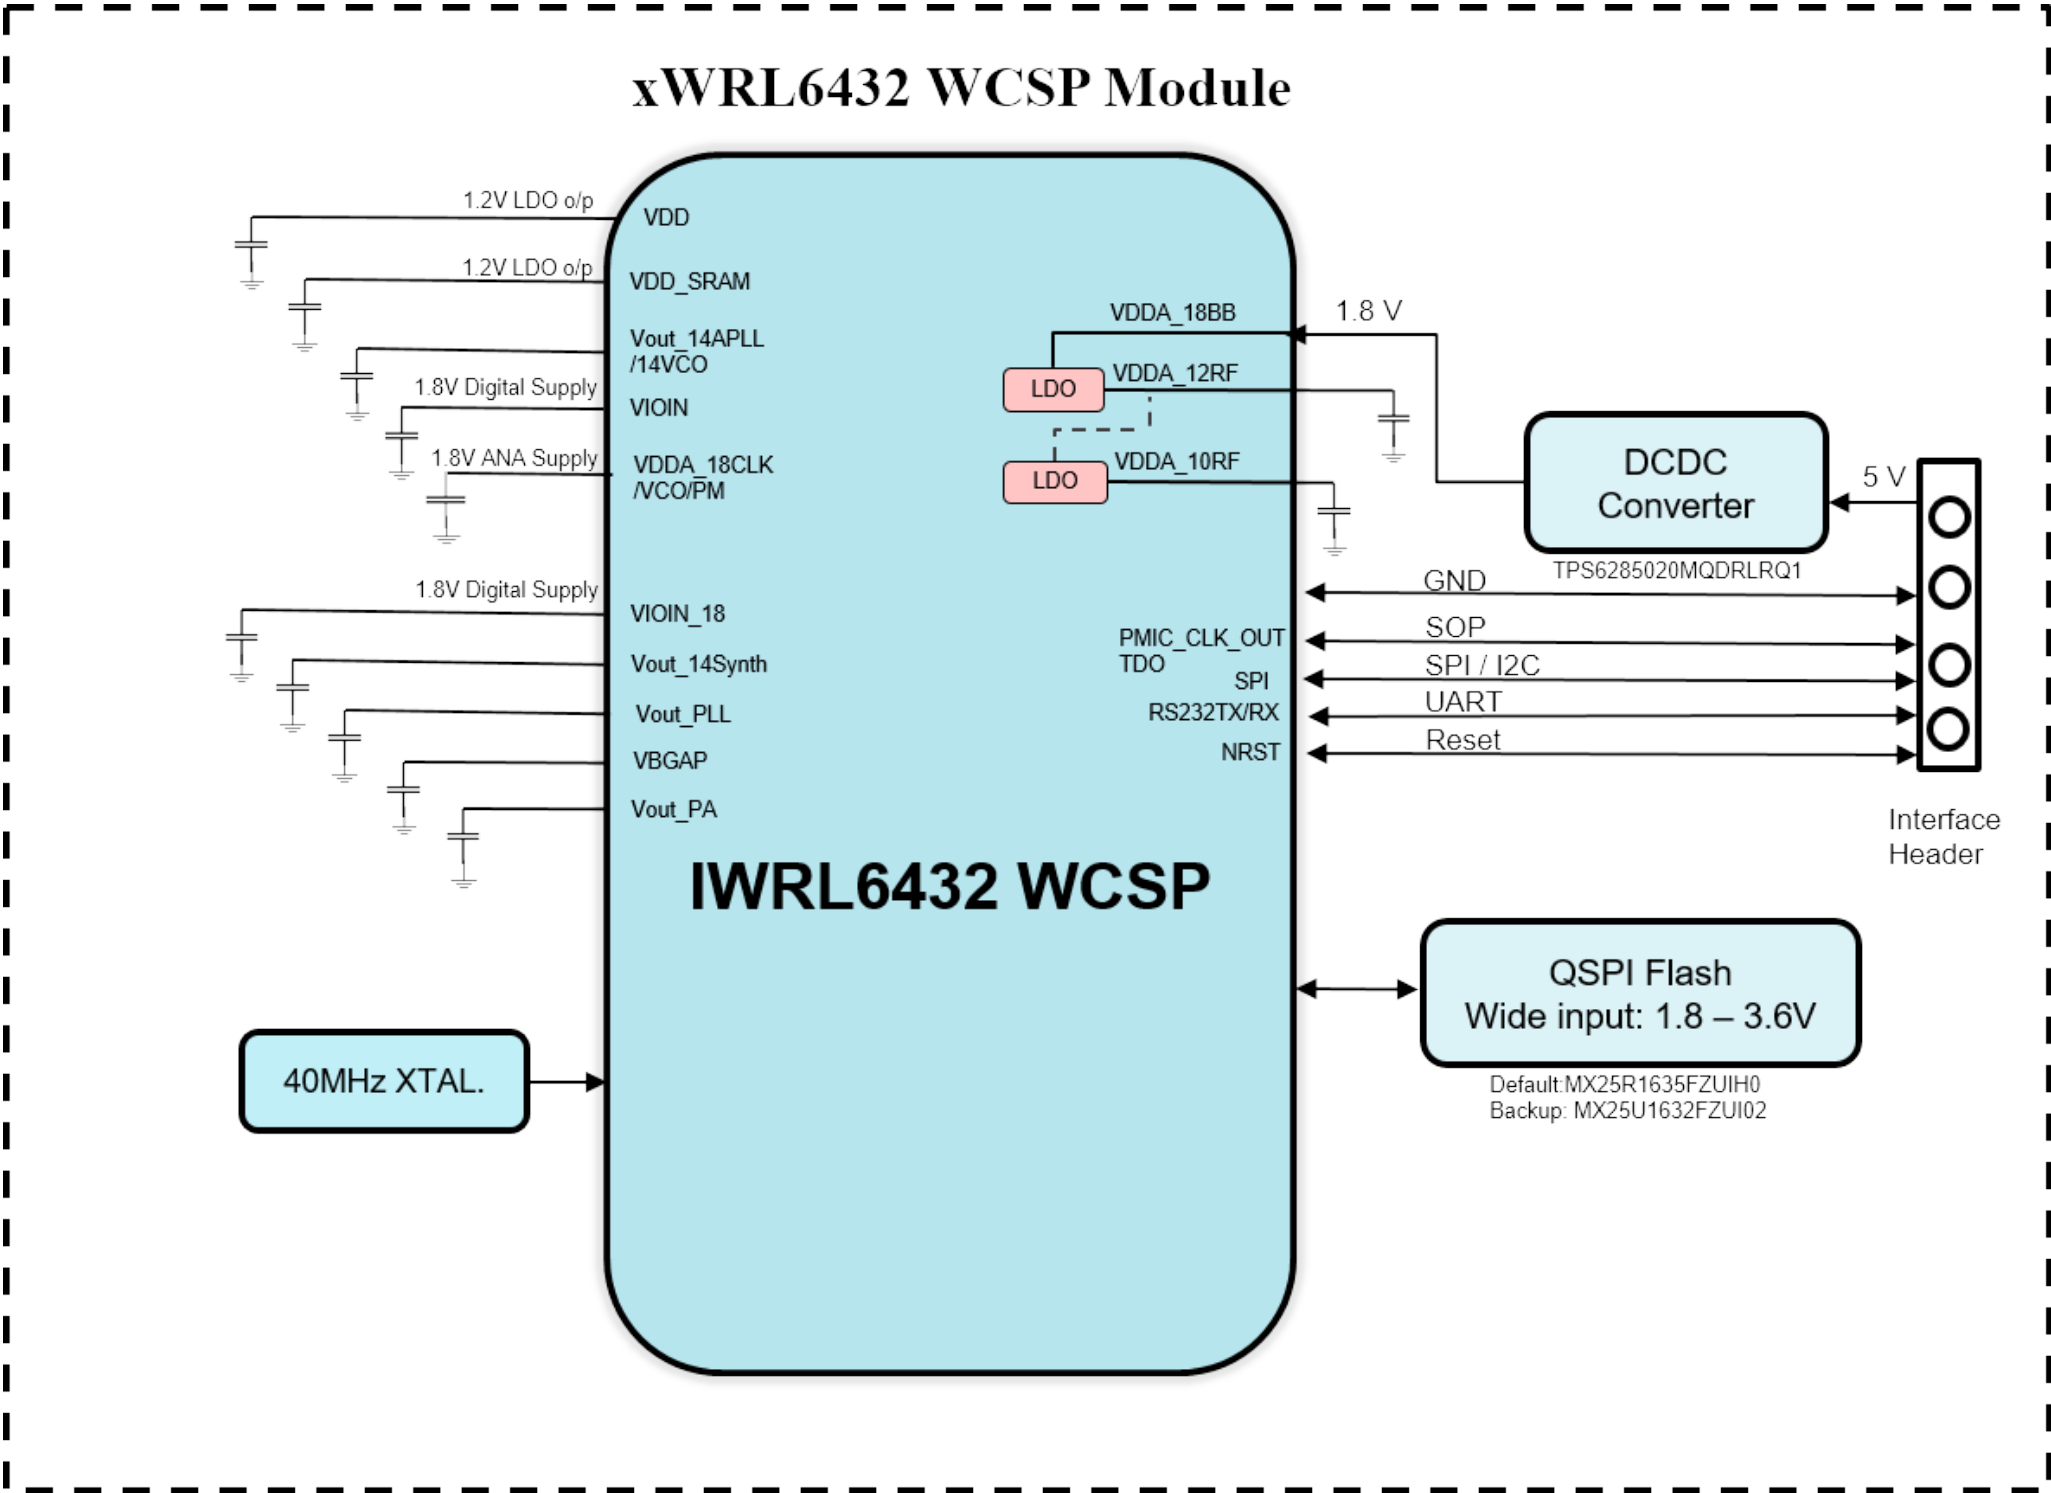 xWRL6432 WCSP Module
1.2V LDO o/p
VDD
1.2V LDO o/p
VDD_SRAM
Vout_14APLL
/14VCO
1.8V Digital Supply
VIOIN
1.8V ANA Supply
VDDA_18CLK
/VCO/PM
1.8V Digital Supply
VIOIN_18
Vout_14Synth
Vout_PLL
VBGAP
Vout_PA
VDDA_18BB
1.8 V
LDO
VDDA_12RF
LDO
VDDA_10RF
DCDC
Converter
5 V
TPS6285020MQDRLRQ1
GND
PMIC_CLK_OUT
SOP
TDO
SPI
SPI / I2C
RS232TX/RX
UART
NRST
Reset
Interface
Header
IWRL6432 WCSP
QSPI Flash
Wide input: 1.8 – 3.6V
Default:MX25R1635FZUIH0
Backup: MX25U1632FZUI02
40MHz XTAL.